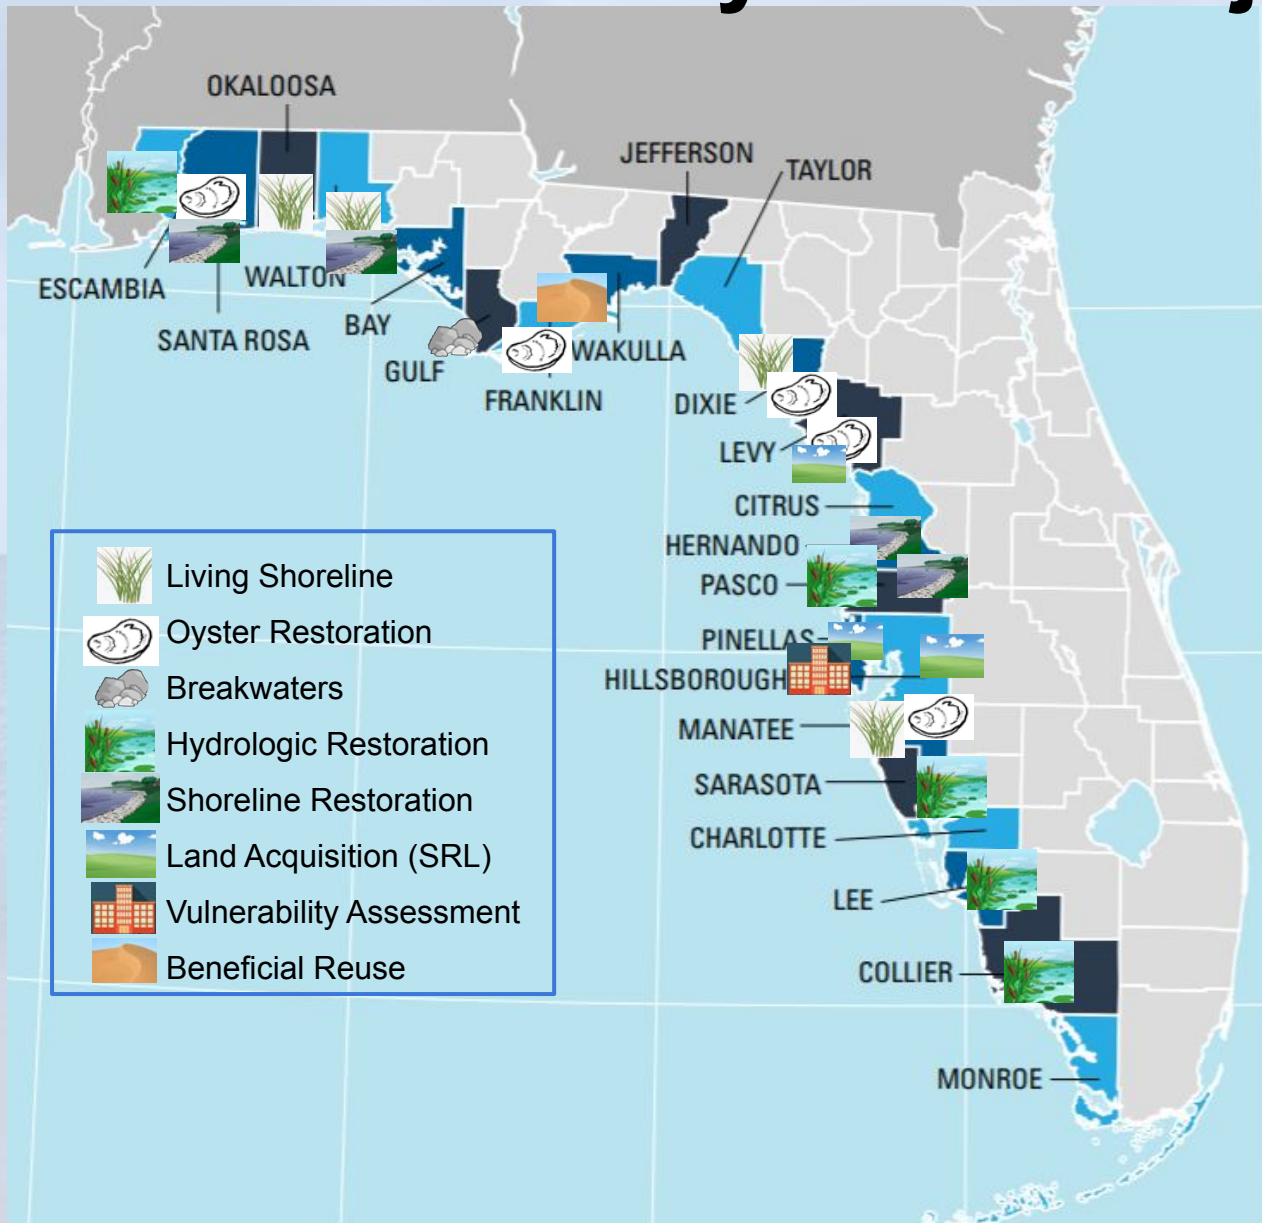 OKALOOSA
JEFFERSON
TAYLOR
ESCAMBIA
WALTON
SANTA ROSA
BAY
GULF
WAKULLA
FRANKLIN
DIXIE
LEVY
CITRUS
HERNANDO
PASCO
PINELLAS
HILLSBOROUGH
MANATEE
SARASOTA
CHARLOTTE
LEE
COLLIER
MONROE
Living Shoreline
Oyster Restoration
Breakwaters
Hydrologic Restoration
Shoreline Restoration
Land Acquisition (SRL)
Vulnerability Assessment
Beneficial Reuse